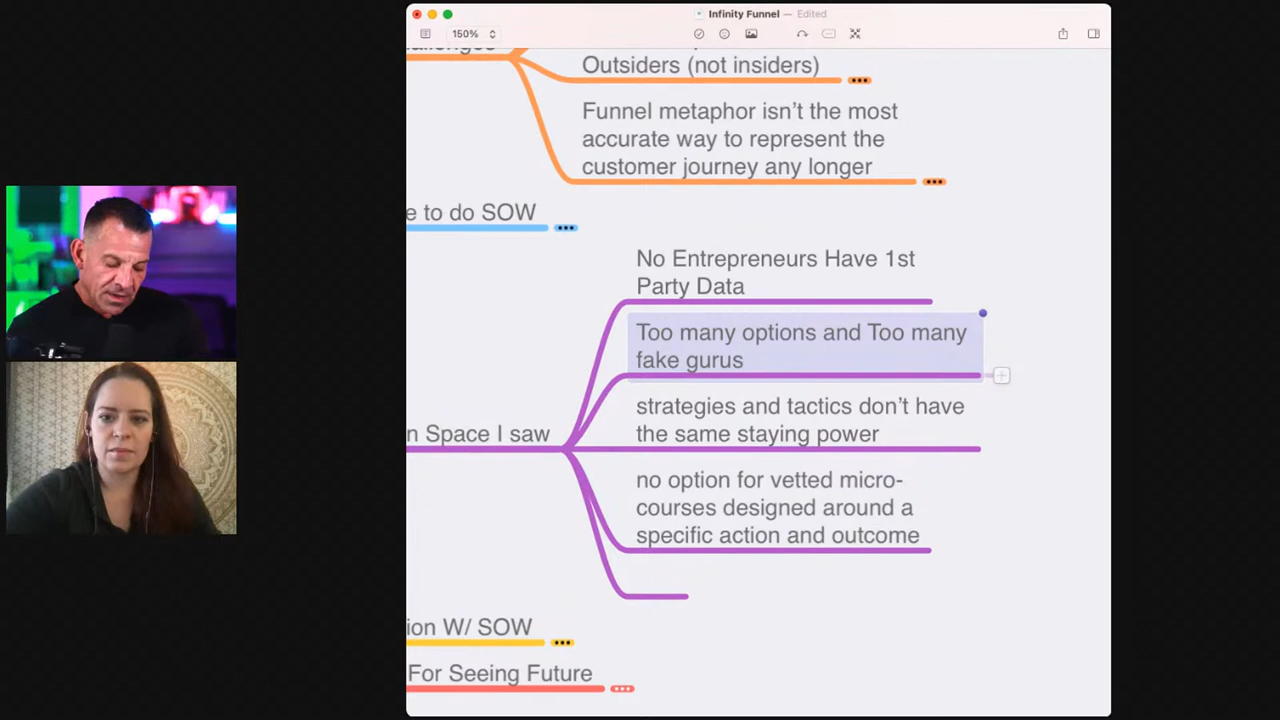 Infinity Funnel — Edited
150%
Outsiders (not insiders)
Funnel metaphor isn't the most
accurate way to represent the
customer journey any longer
e to do SOW
No Entrepreneurs Have 1st
Party Data
Too many options and Too many
fake gurus
strategies and tactics don't have
the same staying power
n Space I saw
no option for vetted micro-
courses designed around a
specific action and outcome
ion W/ SOW
For Seeing Future